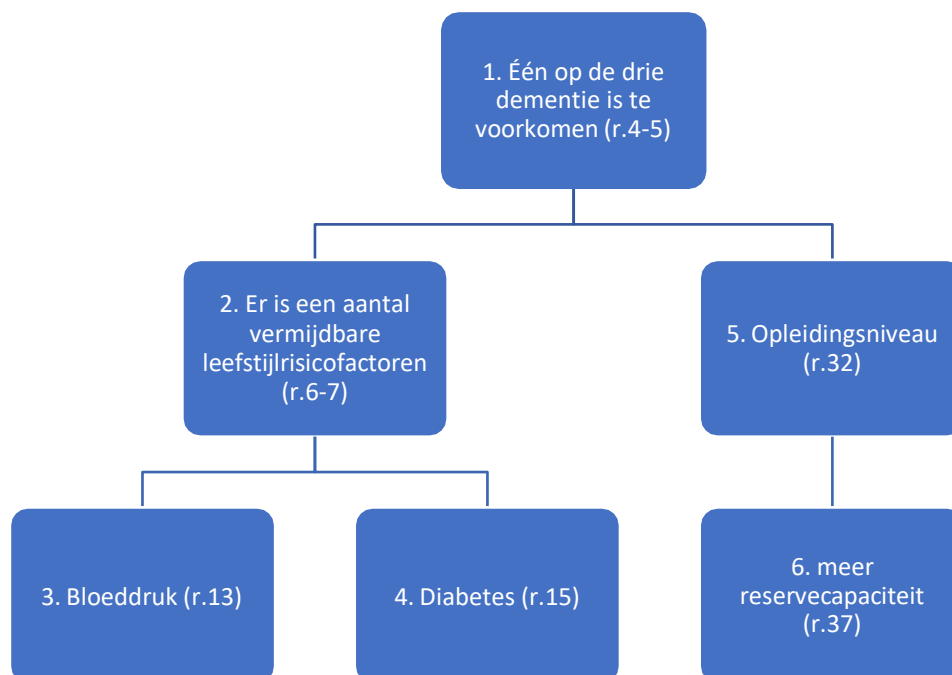 1. Één op de drie
dementie is te
voorkomen (r.4-5)
2. Er is een aantal
vermijdbare
leefstijlrisicofactoren
(r.6-7)
5. Opleidingsniveau
(r.32)
3. Bloeddruk (r.13)
4. Diabetes (r.15)
6. meer
reservecapaciteit
(r.37)